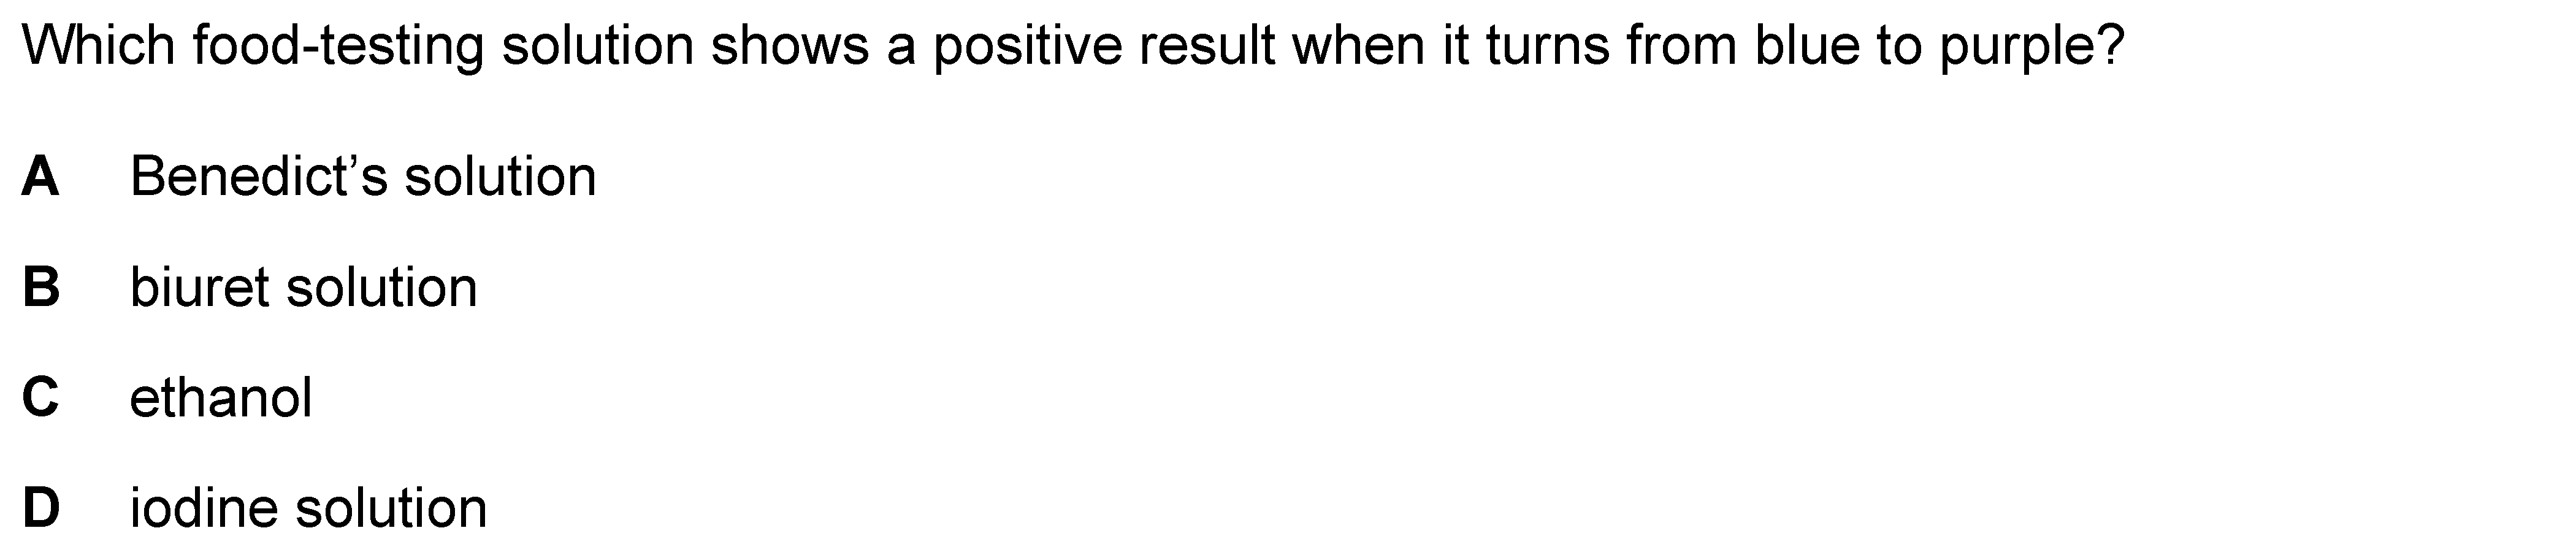 Which food-testing solution shows a positive result when it turns from blue to purple?
A Benedict’s solution
B biuret solution
C ethanol
D iodine solution